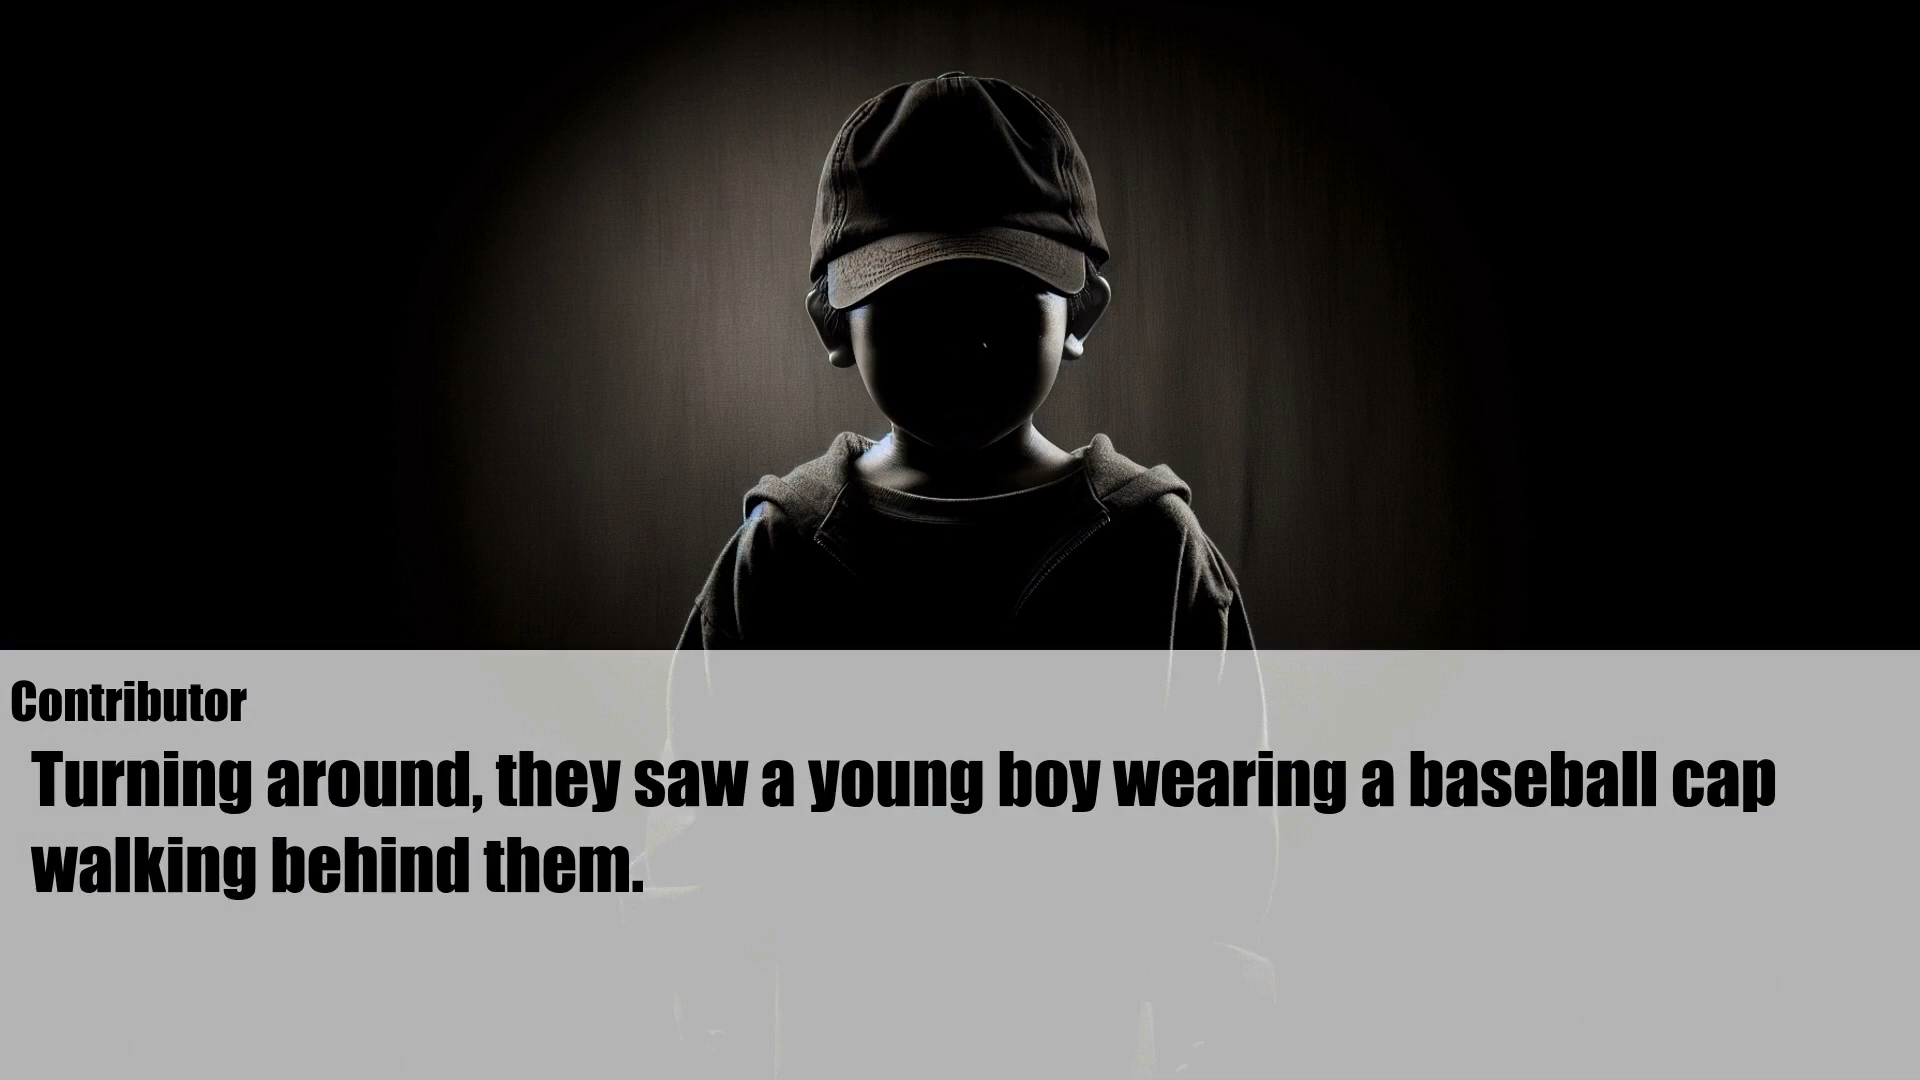 Contributor
Turning around, they saw a young boy wearing a baseball cap
walking behind them.